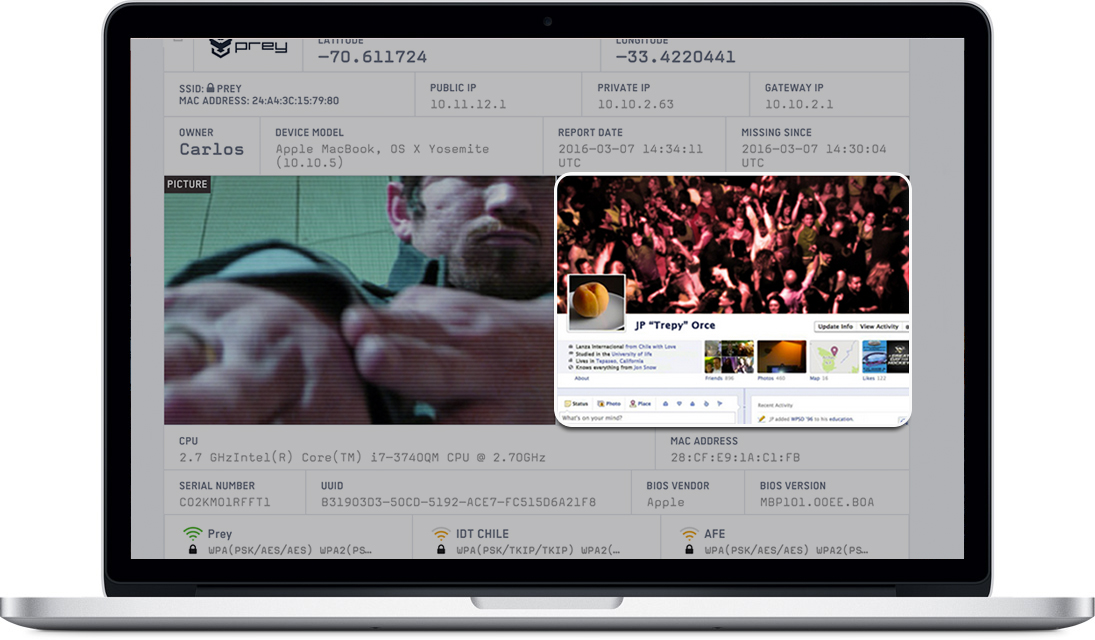 prey
LATITUDE
-70.611724
LONGITUDE
-33.4220441
SSID: PREY
MAC ADDRESS: 24:A4:3C:15:79:80
PUBLIC IP
10.11.12.1
PRIVATE IP
10.10.2.63
GATEWAY IP
10.10.2.1
OWNER
Carlos
DEVICE MODEL
Apple MacBook, OS X Yosemite
(10.10.5)
REPORT DATE
2016-03-07 14:34:11
UTC
MISSING SINCE
2016-03-07 14:30:04
UTC
PICTURE
JP "Trepy" Orce
Update Info
View Activity
Lanza Internacional from Chile with Love
Studied in the University of life
Lives in Tapaseo, California
Knows everything from Jon Snow
About
Friends 896
Photos 460
Map 16
Likes 122
Status
Photo
Place
What's on your mind?
Recent Activity
JP added WPSD '96 to his education.
CPU
2.7 GHzIntel(R) Core(TM) i7-3740QM CPU @ 2.70GHz
MAC ADDRESS
28:CF:E9:1A:C1:FB
SERIAL NUMBER
C02KM01RFFT1
UUID
B3190303-50CD-5192-ACE7-FC515D6A21F8
BIOS VENDOR
Apple
BIOS VERSION
MBP101.00EE.B0A
Prey
WPA(PSK/AES/AES) WPA2(PS…
IDT CHILE
WPA(PSK/TKIP/TKIP) WPA2(…
AFE
WPA(PSK/AES/AES) WPA2(PS…